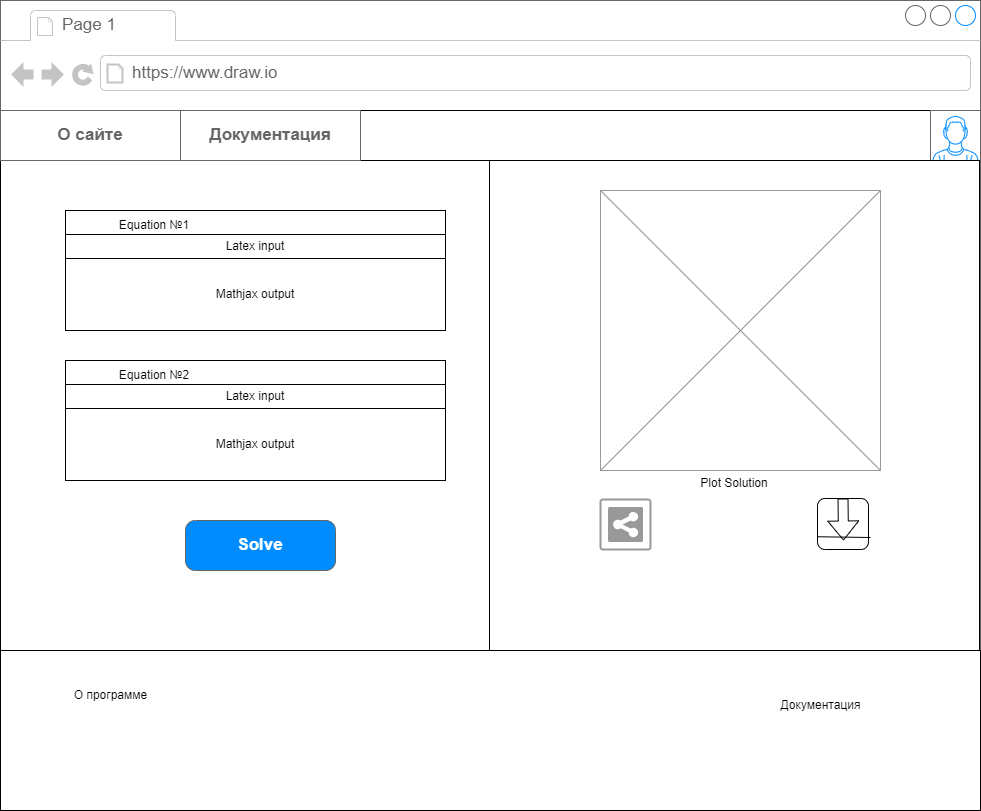 Page 1
https://www.draw.io
О сайте
Документация
Equation №1
Latex input
Mathjax output
Equation №2
Latex input
Mathjax output
Solve
Plot Solution
О программе
Документация